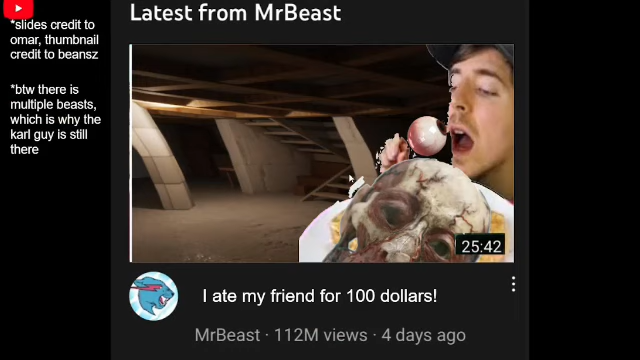 Latest from MrBeast
*slides credit to
omar, thumbnail
credit to beansz
*btw there is
multiple beasts,
which is why the
karl guy is still
there
25:42
I ate my friend for 100 dollars!
MrBeast · 112M views · 4 days ago